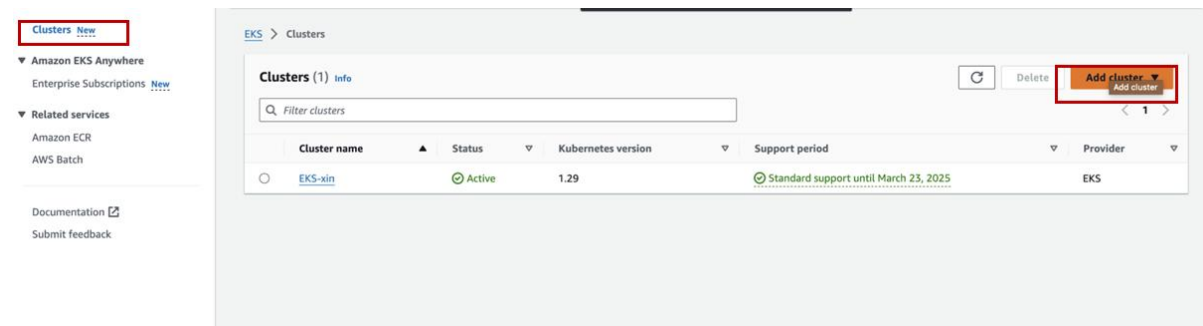 Clusters New
Amazon EKS Anywhere
Enterprise Subscriptions New
Related services
Amazon ECR
AWS Batch
Documentation
Submit feedback
EKS > Clusters
Clusters (1) Info
Delete
Add cluster
Add cluster
Filter clusters
< 1 >
Cluster name Status Kubernetes version Support period Provider
EKS-xin Active 1.29 Standard support until March 23, 2025 EKS